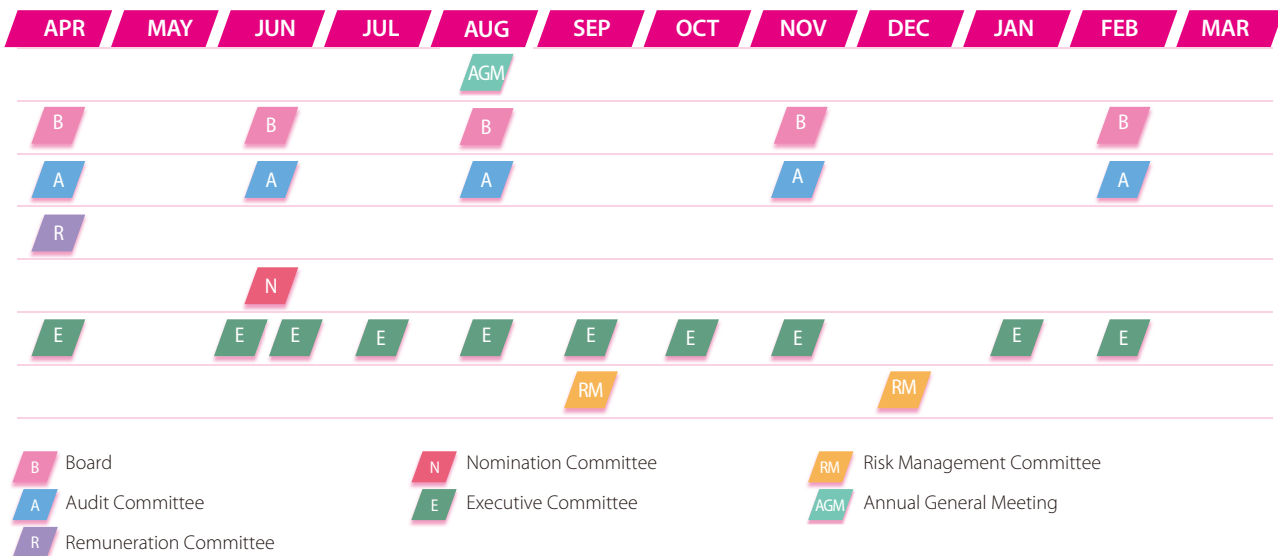 APR MAY JUN JUL AUG SEP OCT NOV DEC JAN FEB MAR
AGM
B B B B B
A A A A A
R
N
E E E E E E E E E E
RM RM
B Board N Nomination Committee RM Risk Management Committee
A Audit Committee E Executive Committee AGM Annual General Meeting
R Remuneration Committee